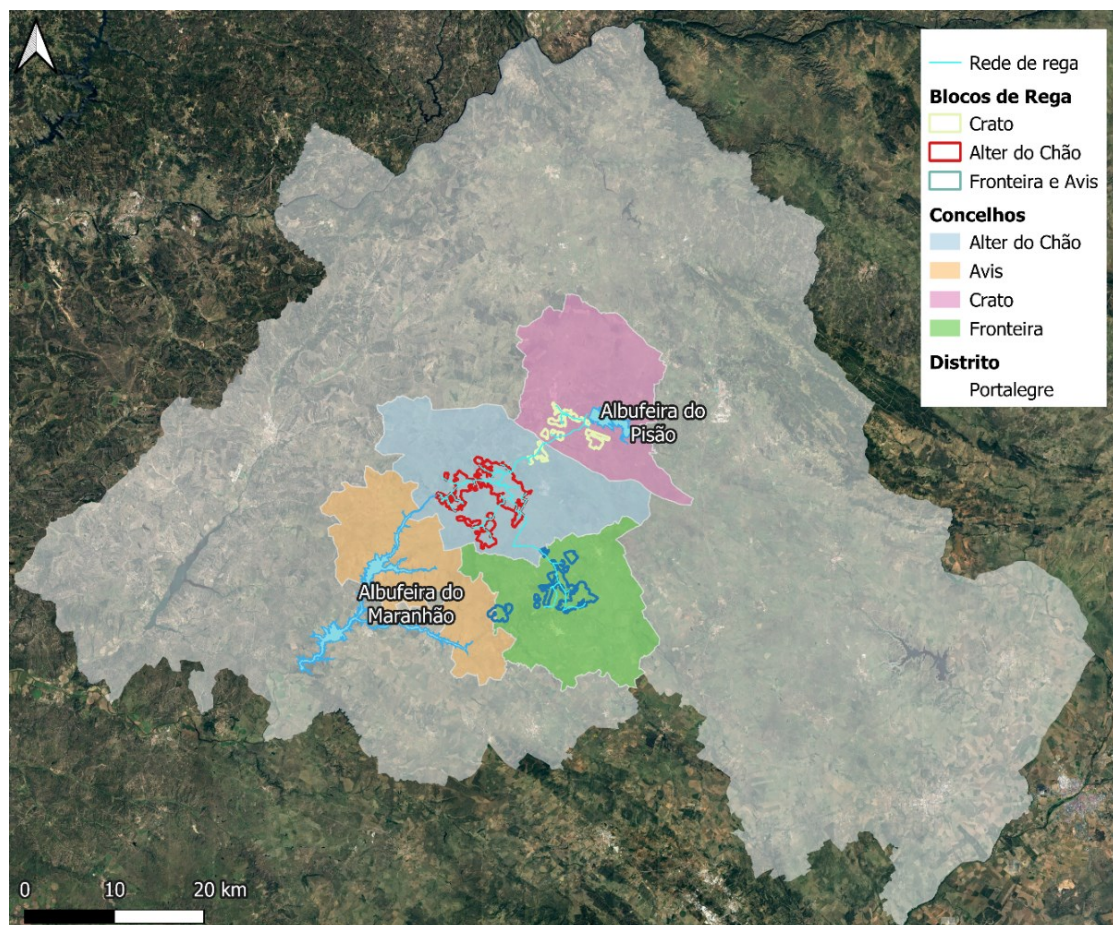 Rede de rega
Blocos de Rega
Crato
Alter do Chão
Fronteira e Avis
Concelhos
Alter do Chão
Avis
Crato
Fronteira
Distrito
Portalegre
Albufeira do
Pisão
Albufeira do
Maranhão
0 10 20 km